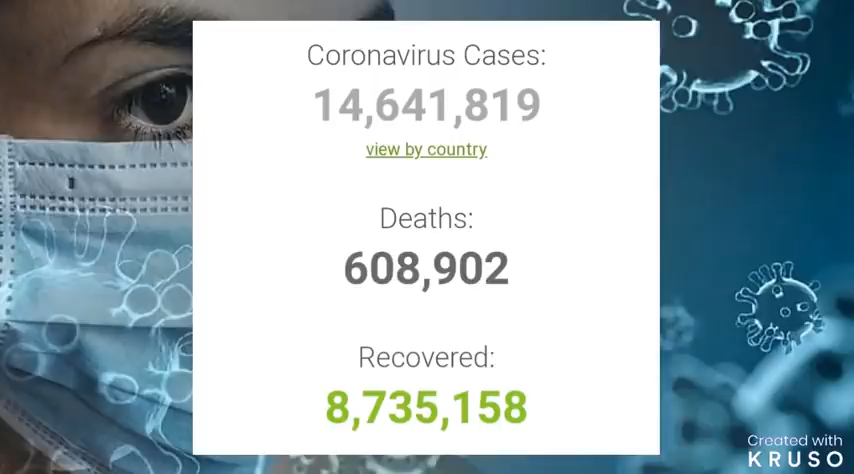 Coronavirus Cases:
14,641,819
view by country
Deaths:
608,902
Recovered:
8,735,158
Created with
KRUSO